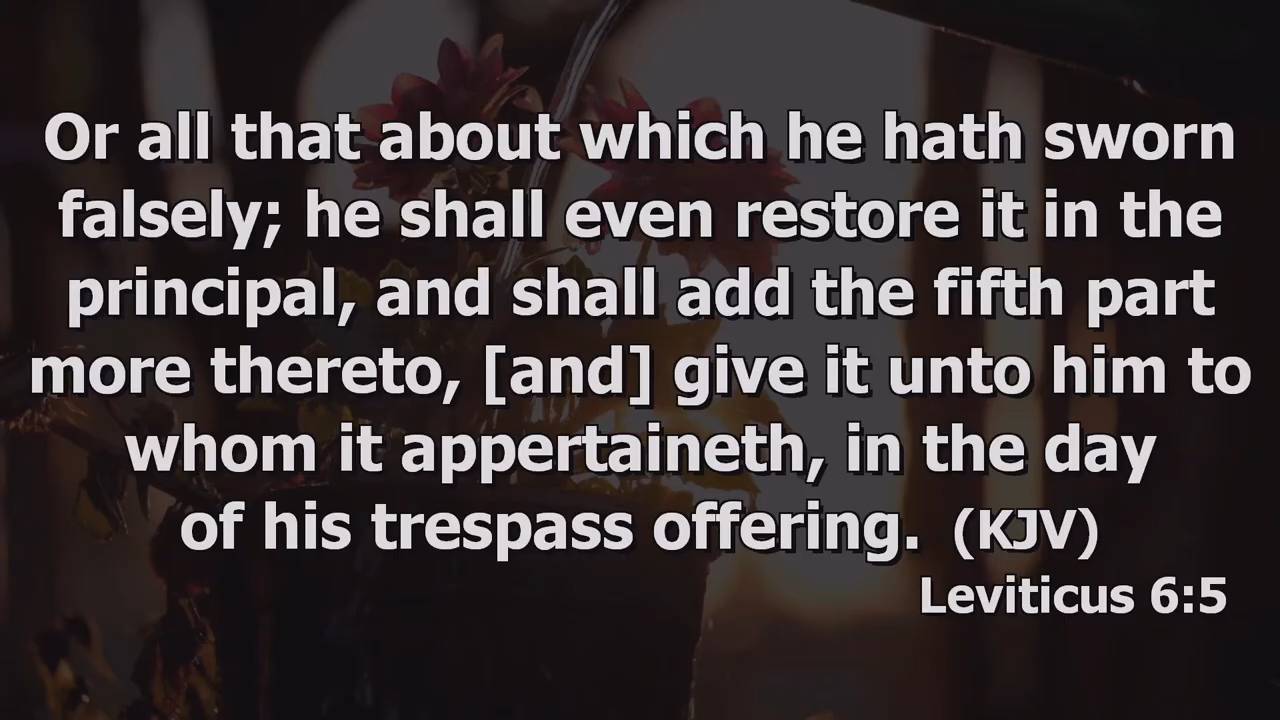 Or all that about which he hath sworn
falsely; he shall even restore it in the
principal, and shall add the fifth part
more thereto, [and] give it unto him to
whom it appertaineth, in the day
of his trespass offering. (KJV)
Leviticus 6:5